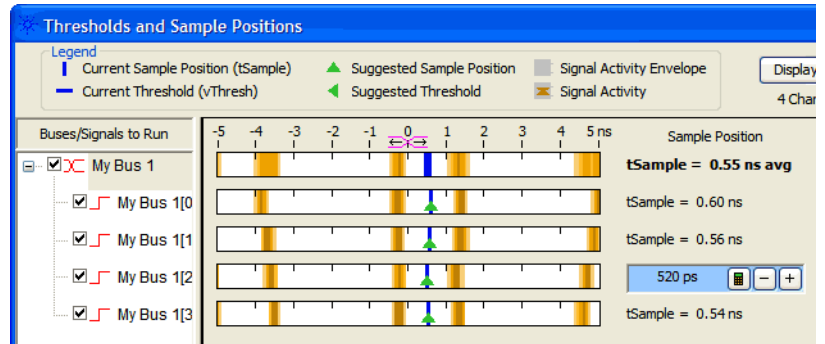 Thresholds and Sample Positions
Legend
Current Sample Position (tSample) Suggested Sample Position Signal Activity Envelope
Current Threshold (vThresh) Suggested Threshold Signal Activity
Display
4 Char
Buses/Signals to Run -5 -4 -3 -2 -1 0 1 2 3 4 5 ns Sample Position
My Bus 1 tSample = 0.55 ns avg
My Bus 1[0 tSample = 0.60 ns
My Bus 1[1 tSample = 0.56 ns
My Bus 1[2 520 ps - +
My Bus 1[3 tSample = 0.54 ns